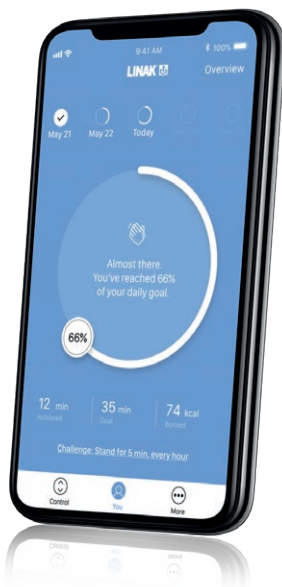 9:41 AM
100%
LINAK
Overview
May 21
May 22
Today
Almost there.
You've reached 66%
of your daily goal.
66%
12 min
35 min
74 kcal
Achieved
Goal
Burned
Challenge: Stand for 5 min. every hour
Control
You
More